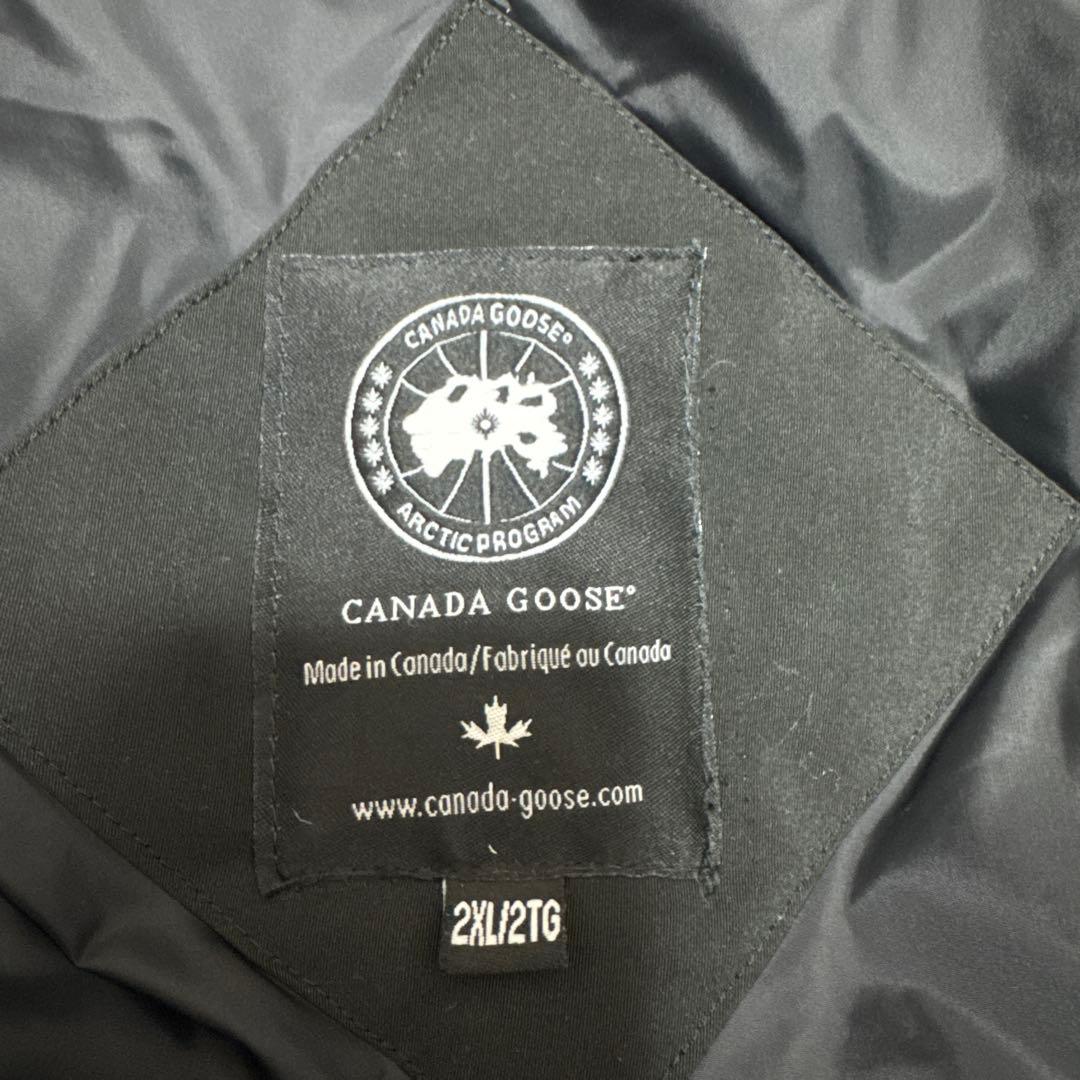 CANADA GOOSE®
ARCTIC PROGRAM
CANADA GOOSE®
Made in Canada/Fabriqué au Canada
www.canada-goose.com
2XL/2TG